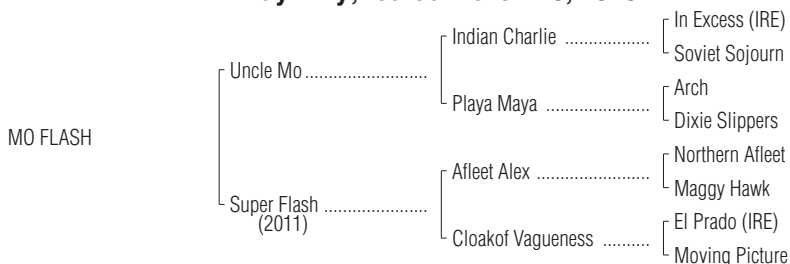 In Excess (IRE)
Indian Charlie ..................
Soviet Sojourn
Uncle Mo ..........................
Arch
Playa Maya ......................
Dixie Slippers
MO FLASH
Northern Afleet
Afleet Alex .......................
Maggy Hawk
Super Flash ......................
(2011)
El Prado (IRE)
Cloakof Vagueness ..........
Moving Picture